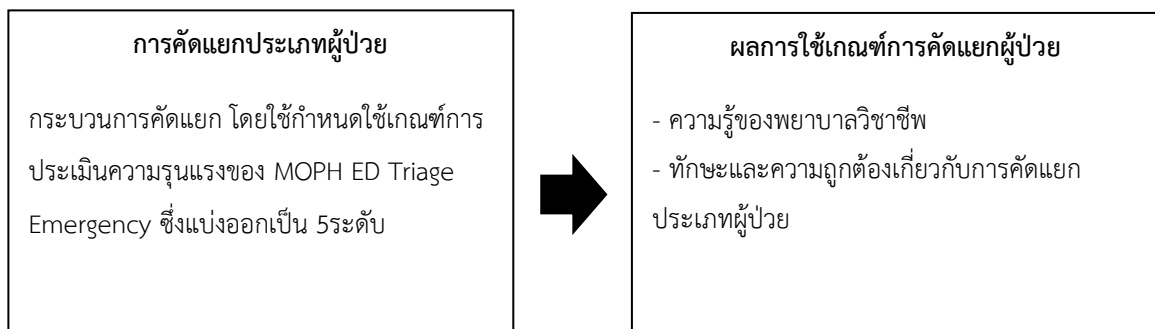 การคัดแยกประเภทผู้ป่วย
กระบวนการคัดแยก โดยใช้กำหนดใช้เกณฑ์การ
ประเมินความรุนแรงของ MOPH ED Triage
Emergency ซึ่งแบ่งออกเป็น 5ระดับ
ผลการใช้เกณฑ์การคัดแยกผู้ป่วย
- ความรู้ของพยาบาลวิชาชีพ
- ทักษะและความถูกต้องเกี่ยวกับการคัดแยก
ประเภทผู้ป่วย